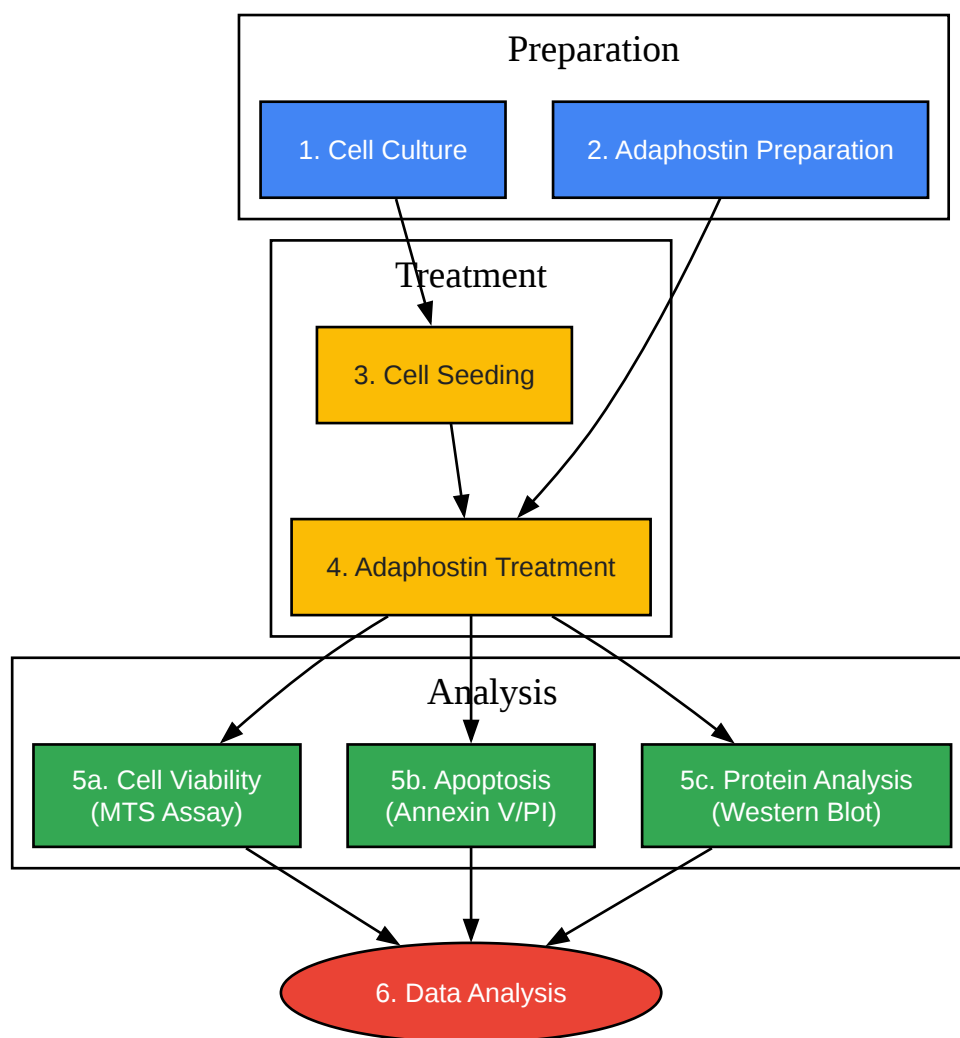 Preparation
1. Cell Culture
2. Adaphostin Preparation
Treatment
3. Cell Seeding
4. Adaphostin Treatment
Analysis
5a. Cell Viability
(MTS Assay)
5b. Apoptosis
(Annexin V/PI)
5c. Protein Analysis
(Western Blot)
6. Data Analysis